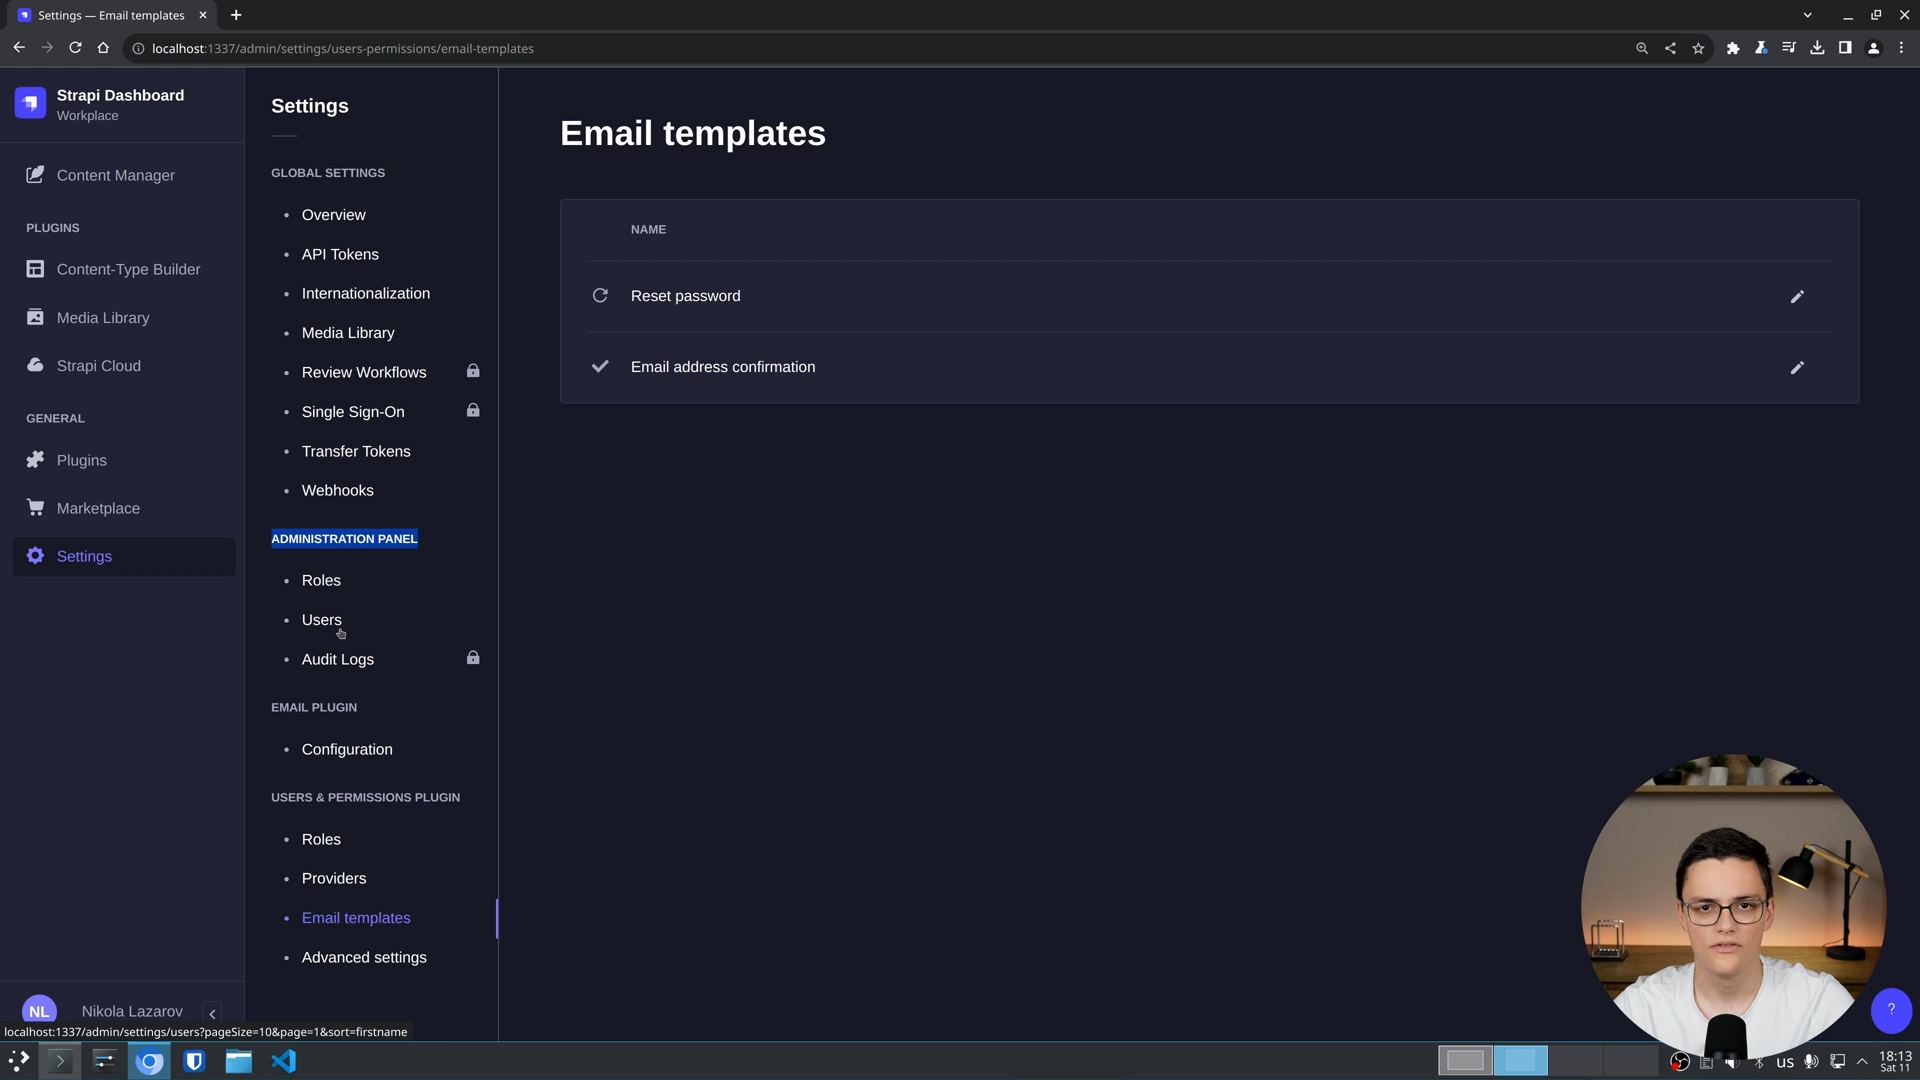 Settings — Email templates
localhost:1337/admin/settings/users-permissions/email-templates
Strapi Dashboard
Workplace
Content Manager
PLUGINS
Content-Type Builder
Media Library
Strapi Cloud
GENERAL
Plugins
Marketplace
Settings
NL
Nikola Lazarov
Settings
GLOBAL SETTINGS
Overview
API Tokens
Internationalization
Media Library
Review Workflows
Single Sign-On
Transfer Tokens
Webhooks
ADMINISTRATION PANEL
Roles
Users
Audit Logs
EMAIL PLUGIN
Configuration
USERS & PERMISSIONS PLUGIN
Roles
Providers
Email templates
Advanced settings
Email templates
NAME
Reset password
Email address confirmation
?
localhost:1337/admin/settings/users?pageSize=10&page=1&sort=firstname
us
18:13
Sat 11